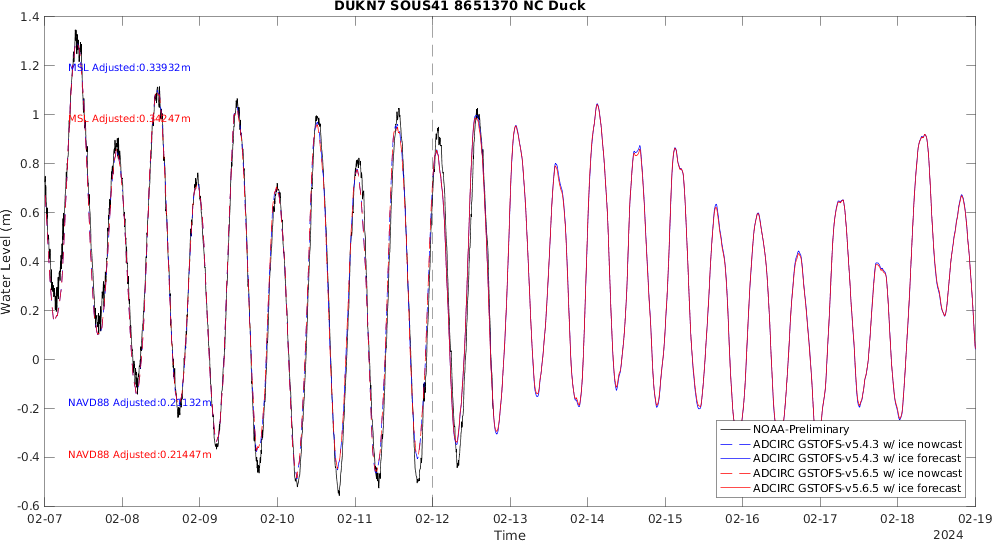 DUKN7 SOUS41 8651370 NC Duck
1.4
1.2
1
0.8
0.6
0.4
0.2
0
-0.2
-0.4
-0.6
Water Level (m)
MSL Adjusted:0.33932m
MSL Adjusted:0.34247m
NAVD88 Adjusted:0.21132m
NAVD88 Adjusted:0.21447m
NOAA-Preliminary
ADCIRC GSTOFS-v5.4.3 w/ ice nowcast
ADCIRC GSTOFS-v5.4.3 w/ ice forecast
ADCIRC GSTOFS-v5.6.5 w/ ice nowcast
ADCIRC GSTOFS-v5.6.5 w/ ice forecast
02-07 02-08 02-09 02-10 02-11 02-12 02-13 02-14 02-15 02-16 02-17 02-18 02-19
Time
2024